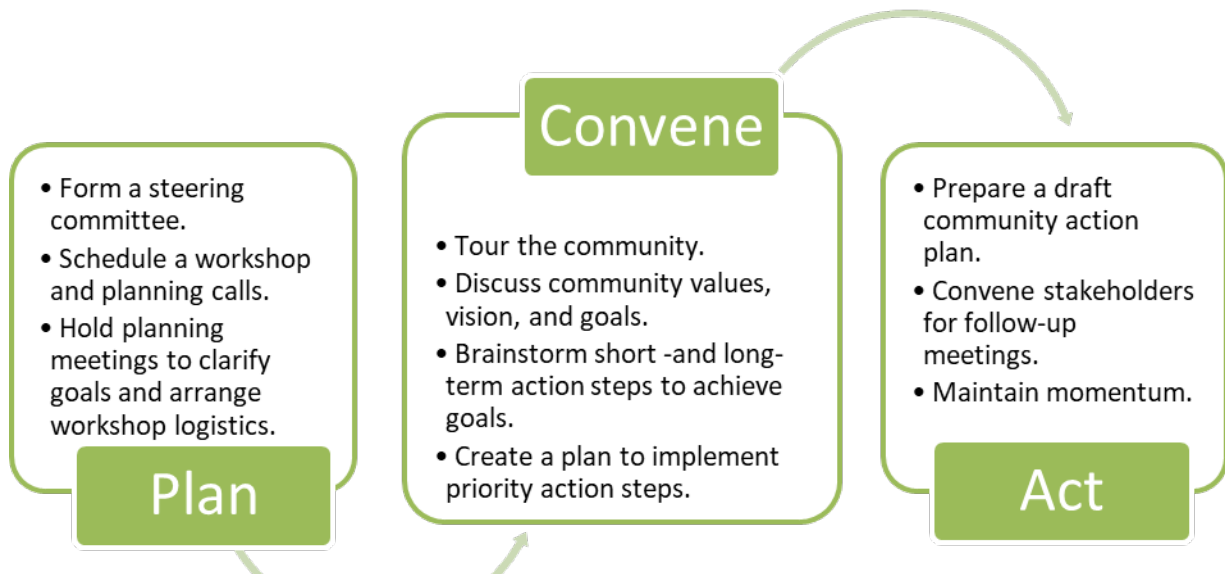 • Form a steering
committee.
• Schedule a workshop
and planning calls.
• Hold planning
meetings to clarify
goals and arrange
workshop logistics.
Plan
Convene
• Tour the community.
• Discuss community values,
vision, and goals.
• Brainstorm short -and long-
term action steps to achieve
goals.
• Create a plan to implement
priority action steps.
• Prepare a draft
community action
plan.
• Convene stakeholders
for follow-up
meetings.
• Maintain momentum.
Act